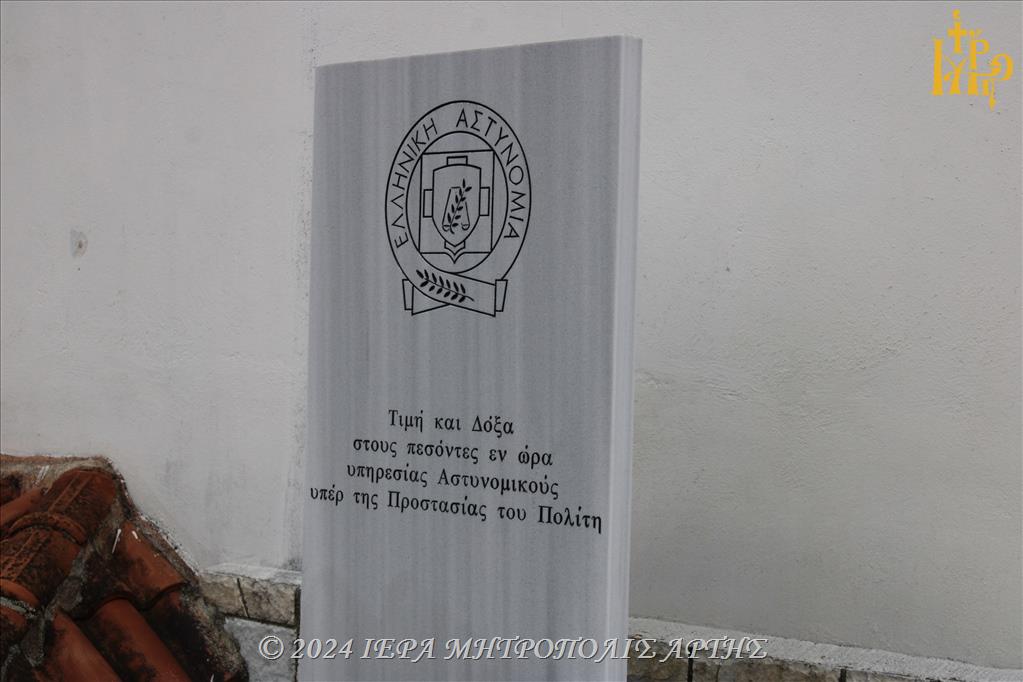 ΕΛΛΗΝΙΚΗ ΑΣΤΥΝΟΜΙΑ
Τιμή και Δόξα
στους πεσόντες εν ώρα
υπηρεσίας Αστυνομικούς
υπέρ της Προστασίας του Πολίτη
© 2024 ΙΕΡΑ ΜΗΤΡΟΠΟΛΙΣ ΑΡΤΗΣ